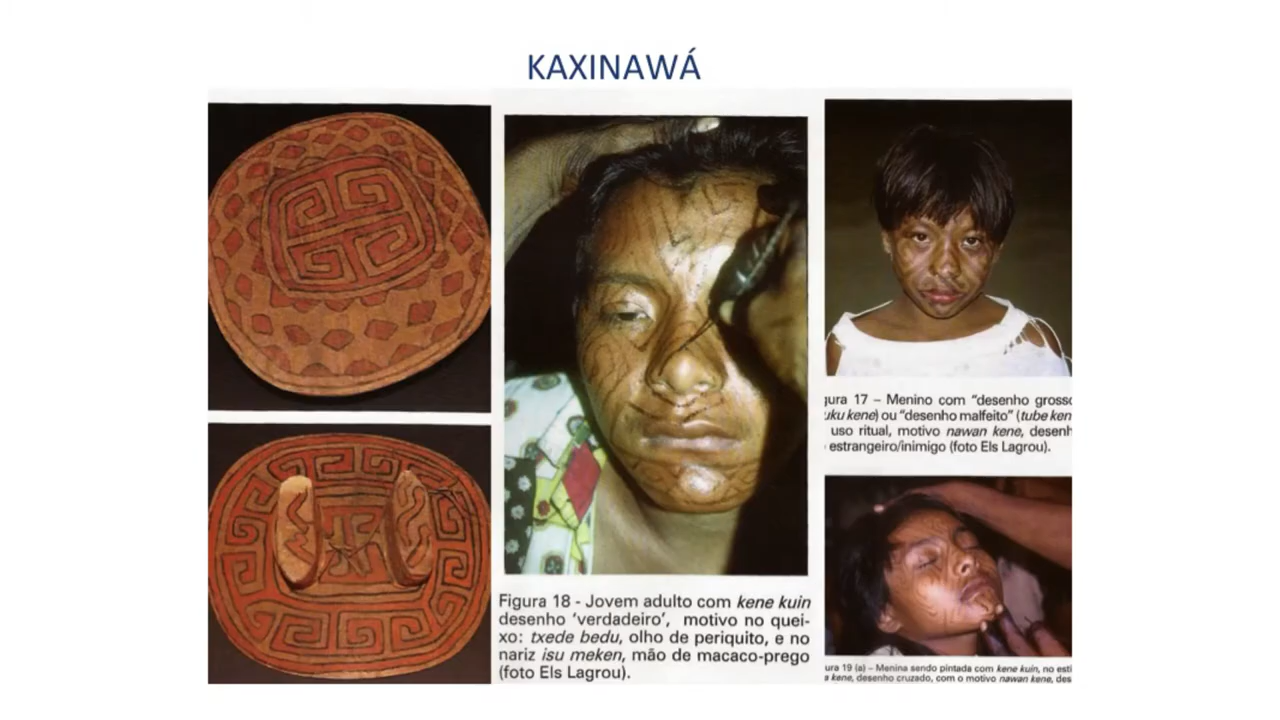 KAXINAWÁ
Figura 18 - Jovem adulto com kene kuin
desenho ‘verdadeiro’, motivo no quei-
xo: txede bedu, olho de periquito, e no
nariz isu meken, mão de macaco-prego
(foto Els Lagrou).
gura 17 – Menino com “desenho grosso
uku kene) ou “desenho malfeito” (tube ken
uso ritual, motivo nawan kene, desenh
estrangeiro/inimigo (foto Els Lagrou).
ura 19 (a) – Menina sendo pintada com kene kuin, no esti
a kene, desenho cruzado, com o motivo nawan kene, des